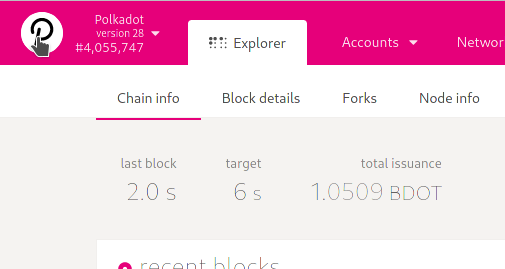 Polkadot
version 28
#4,055,747
Explorer
Accounts
Networ
Chain info
Block details
Forks
Node info
last block
target
total issuance
2.0 s
6 s
1.0509 BDOT
recent blocks